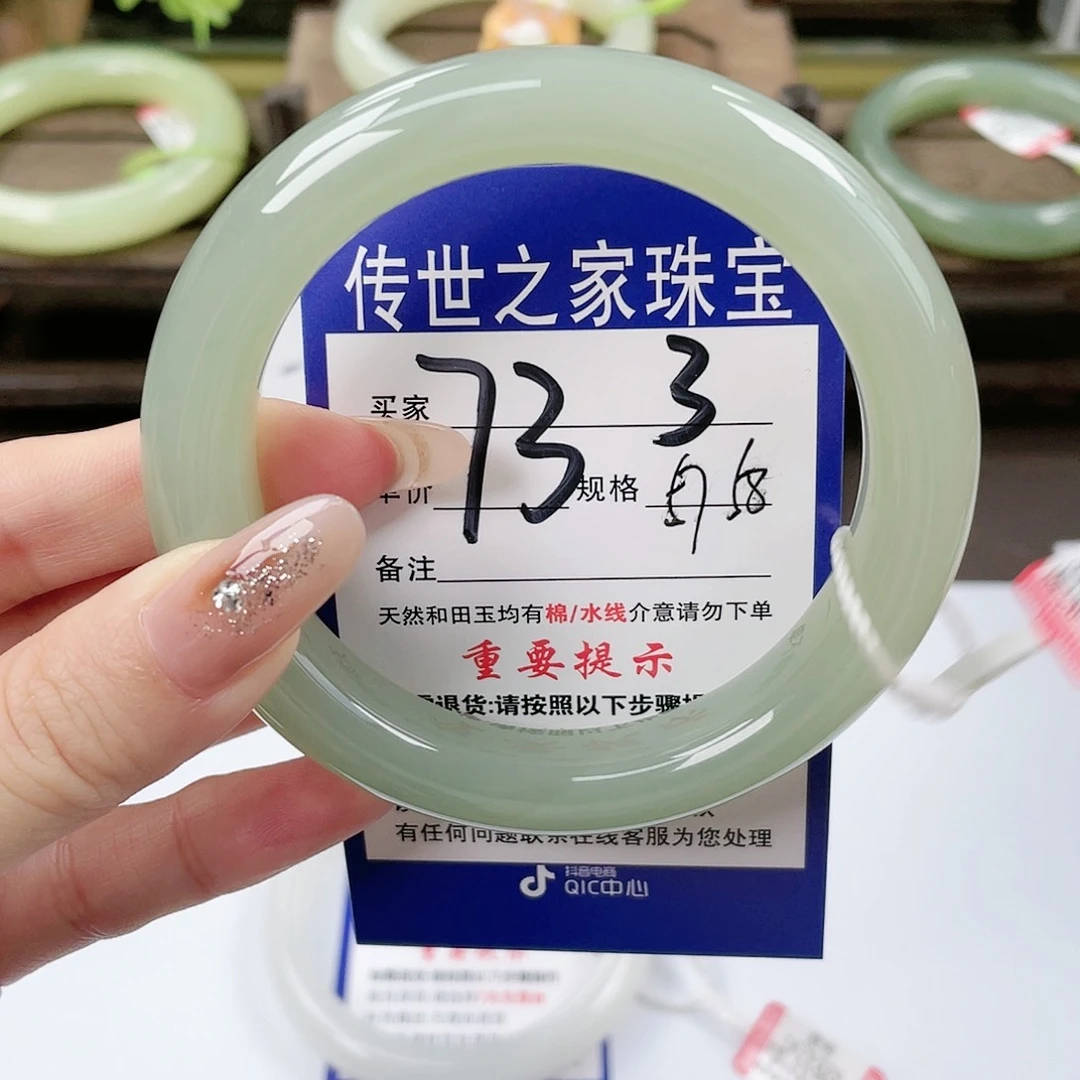 传世之家珠宝
买家 73 3
单价 规格
备注
天然和田玉均有棉/水线介意请勿下单
重要提示
退货:请按照以下步骤
有任何问题联系在线客服为您处理
抖音电商
QIC中心